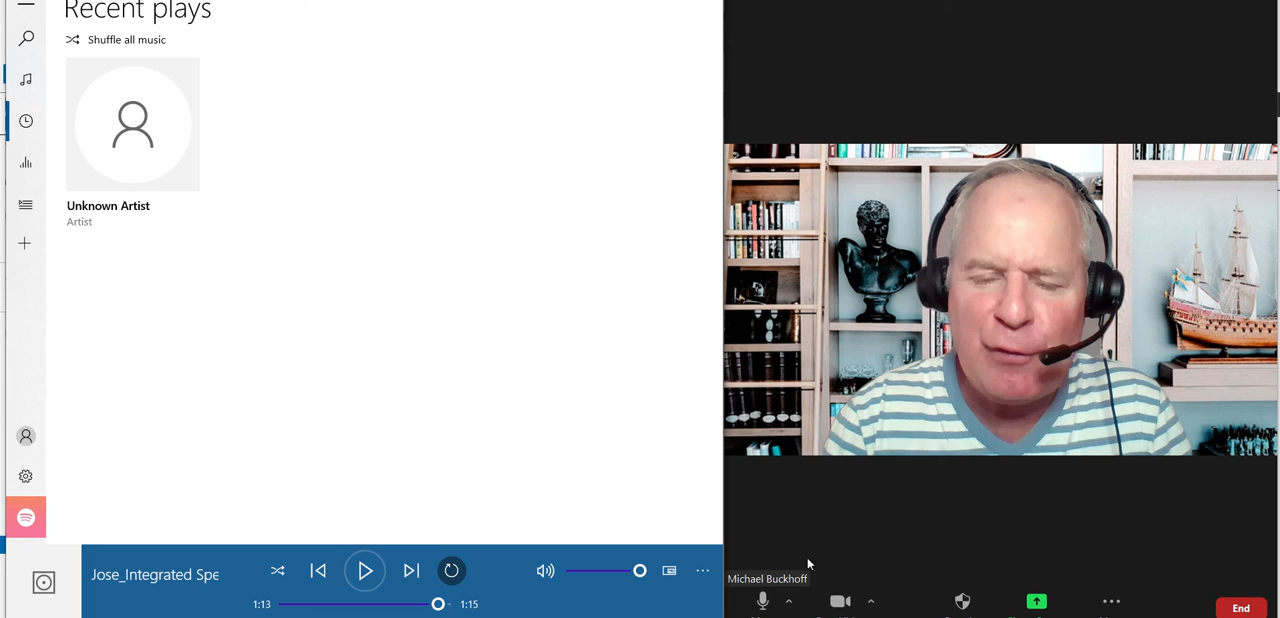 Recent plays
Shuffle all music
Unknown Artist
Artist
Jose_Integrated Spe
1:13
1:15
Michael Buckhoff
End